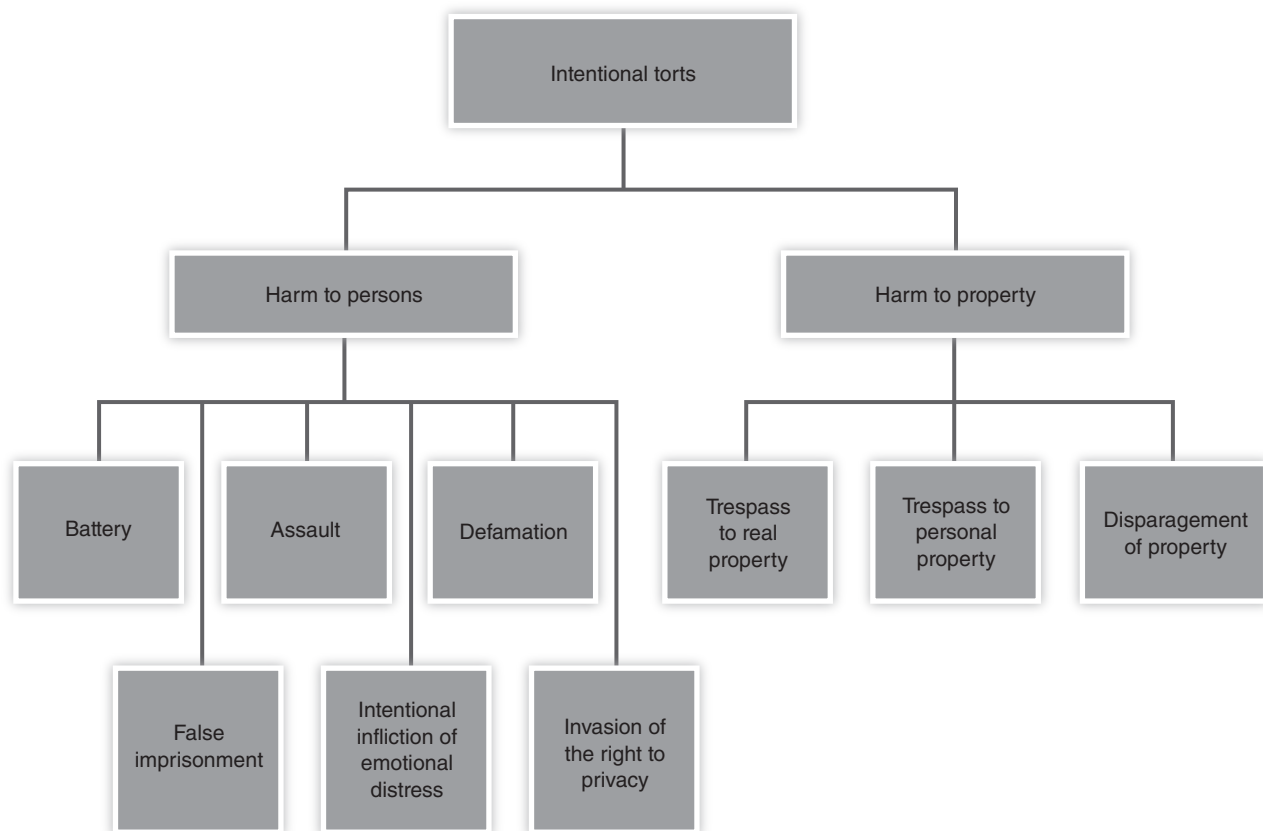 Intentional torts
Harm to persons
Harm to property
Battery
Assault
Defamation
Trespass
to real
property
Trespass to
personal
property
Disparagement
of property
False
imprisonment
Intentional
infliction of
emotional
distress
Invasion of
the right to
privacy